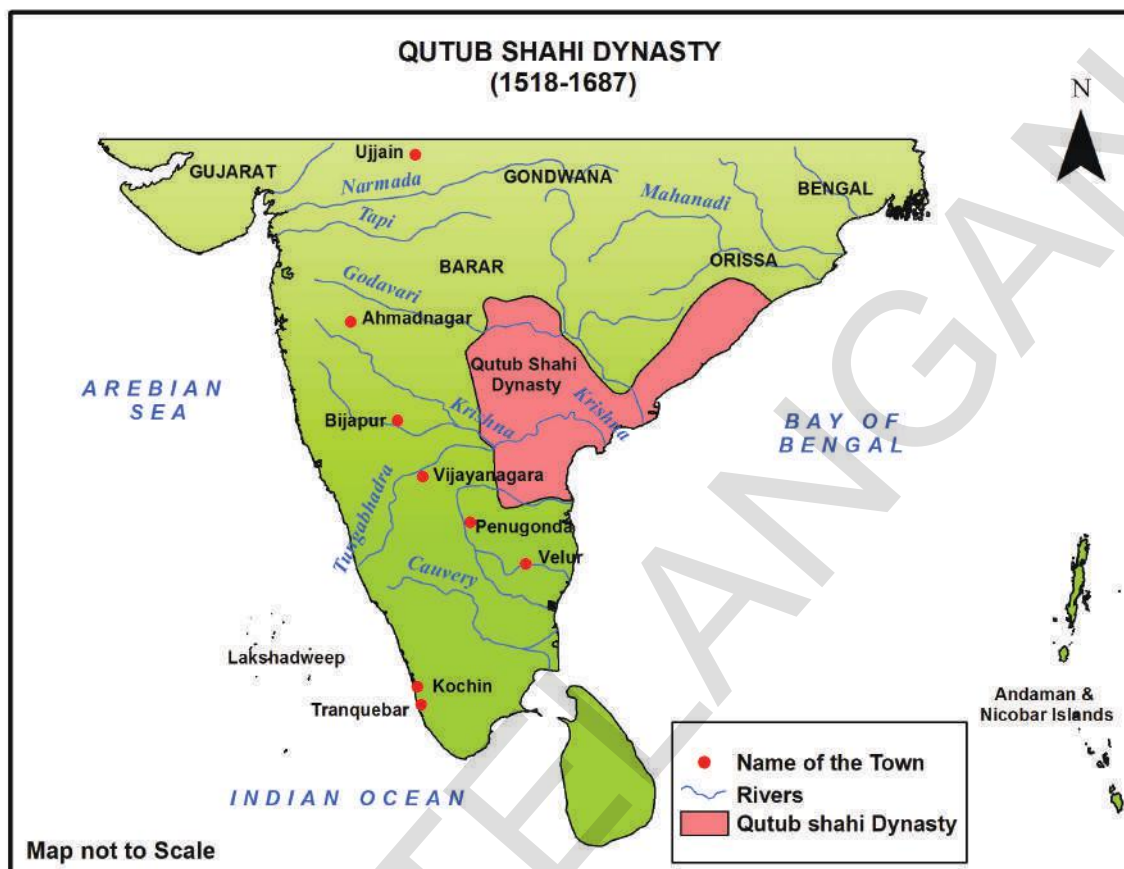 QUTUB SHAHI DYNASTY
(1518-1687)
N
Ujjain
GUJARAT
Narmada
GONDWANA
Mahanadi
BENGAL
Tapi
BARAR
ORISSA
Godavari
Ahmadnagar
Qutub Shahi
Dynasty
AREBIAN
SEA
Bijapur
Krishna
Krishna
BAY OF
BENGAL
Vijayanagara
Tungabhadra
Penugonda
Velur
Cauvery
Lakshadweep
Kochin
Tranquebar
Andaman &
Nicobar Islands
INDIAN OCEAN
Name of the Town
Rivers
Qutub shahi Dynasty
Map not to Scale
TELANGAN